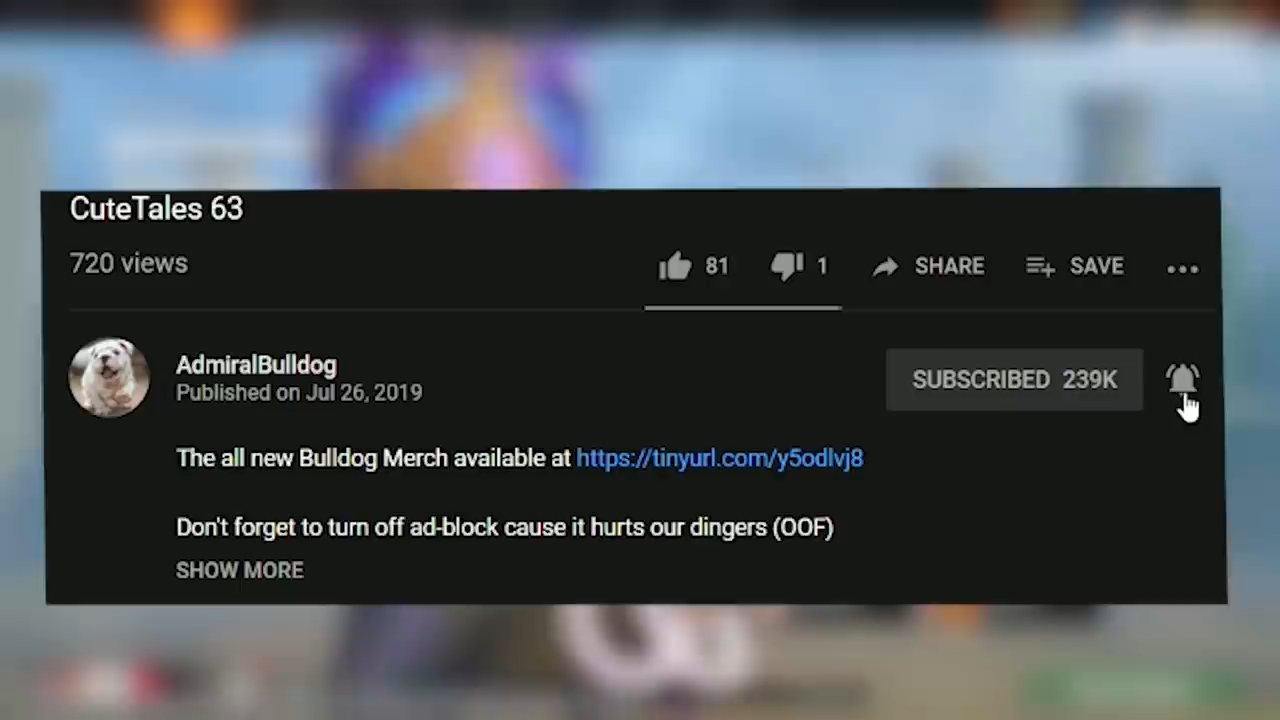 CuteTales 63
720 views
81
1
SHARE
SAVE
AdmiralBulldog
Published on Jul 26, 2019
SUBSCRIBED 239K
The all new Bulldog Merch available at https://tinyurl.com/y5odlvj8
Don't forget to turn off ad-block cause it hurts our dingers (OOF)
SHOW MORE